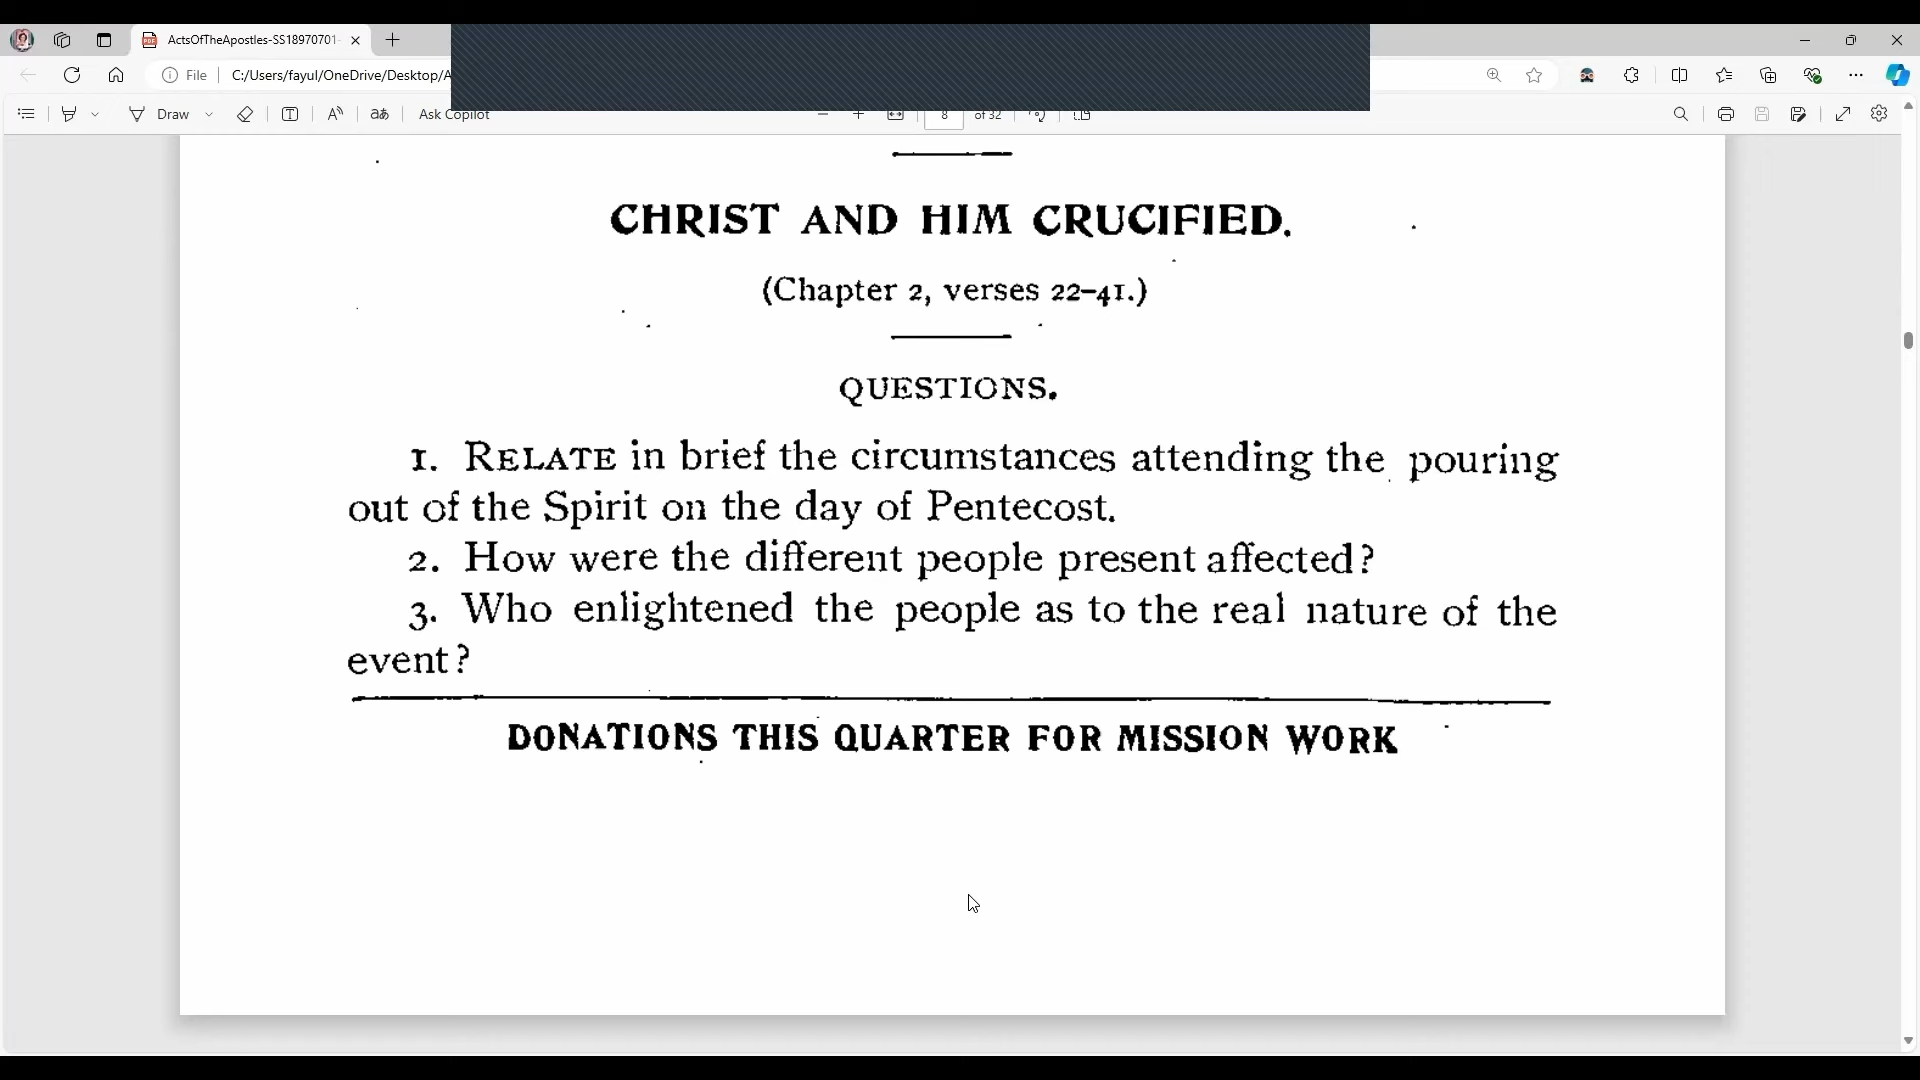 ActsOfTheApostles-SS18970701-
File
C:/Users/fayul/OneDrive/Desktop/A
Draw
Ask Copilot
8 of 32
CHRIST AND HIM CRUCIFIED.
(Chapter 2, verses 22–41.)
QUESTIONS.
1. RELATE in brief the circumstances attending the pouring
out of the Spirit on the day of Pentecost.
2. How were the different people present affected?
3. Who enlightened the people as to the real nature of the
event?
DONATIONS THIS QUARTER FOR MISSION WORK